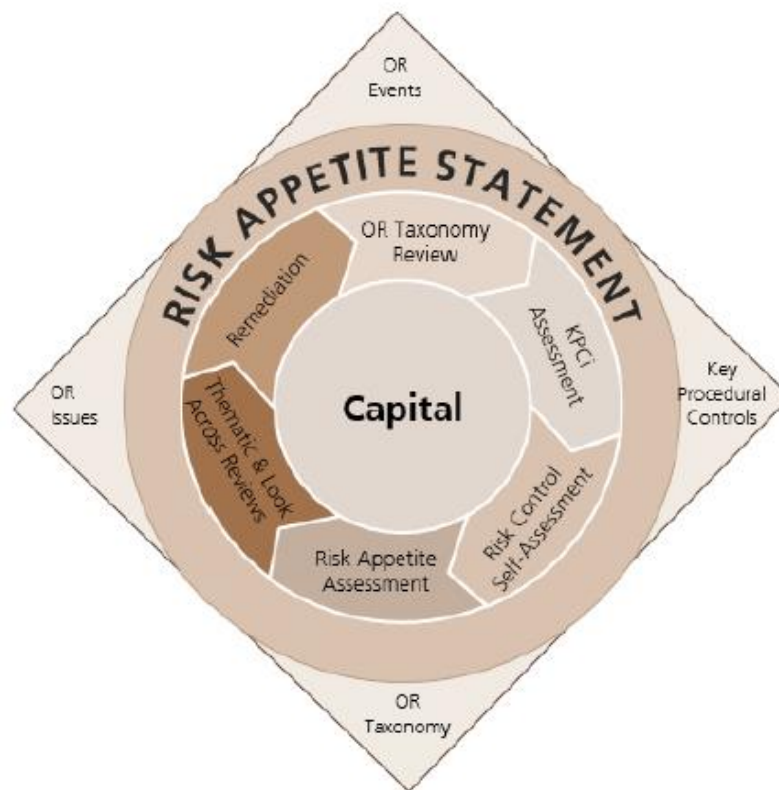 OR
Events
RISK APPETITE STATEMENT
OR Taxonomy
Review
KPCi
Assessment
Risk Control
Self-Assessment
Risk Appetite
Assessment
Thematic & Look
Across Reviews
Remediation
Capital
OR
issues
Key
Procedural
Controls
OR
Taxonomy